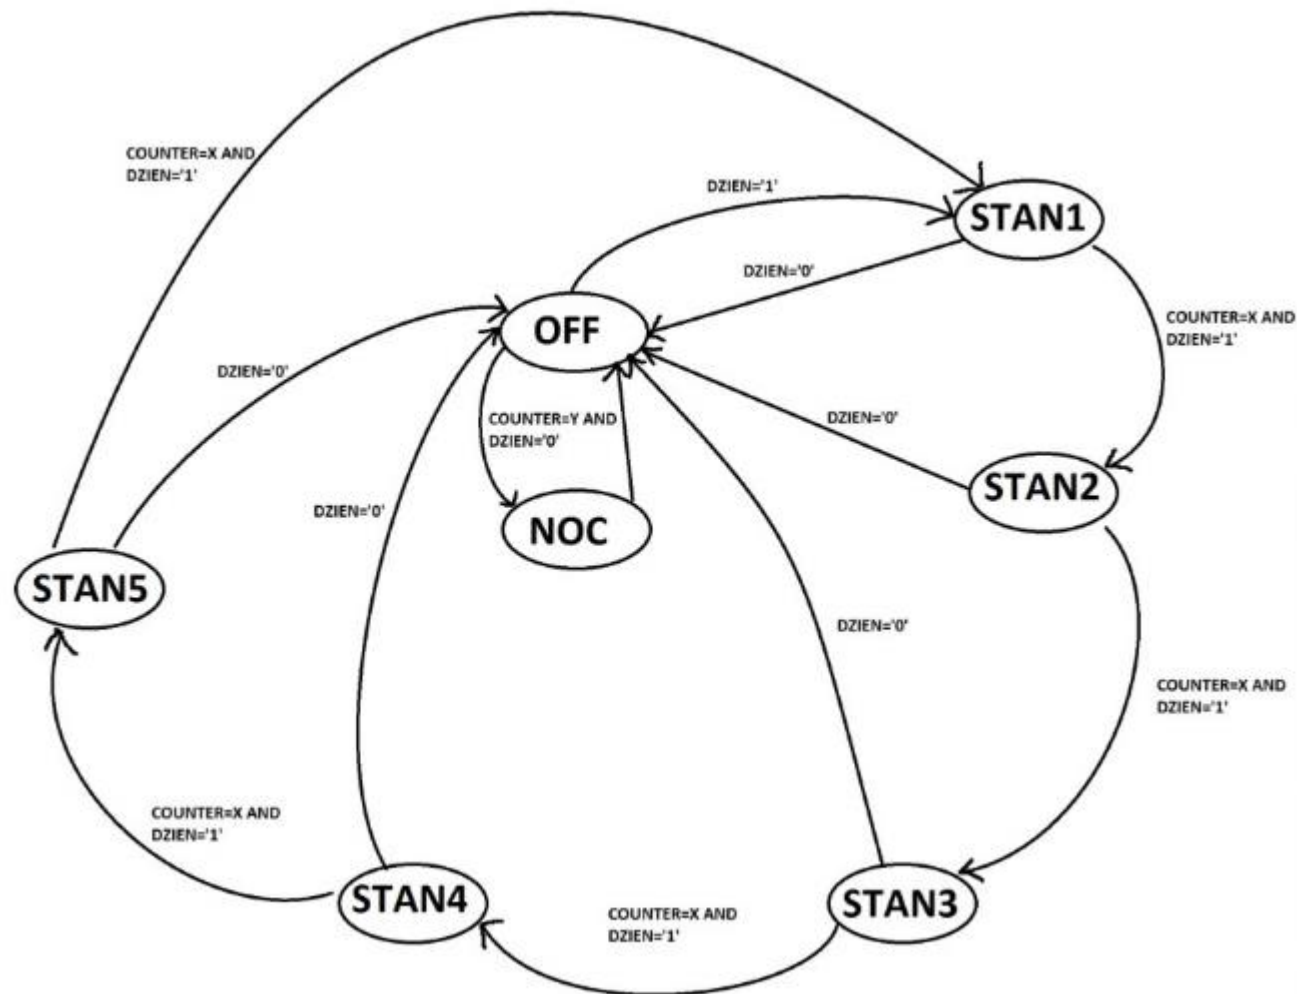 COUNTER=X AND
DZIEN='1'
DZIEN='1'
STAN1
DZIEN='0'
OFF
COUNTER=X AND
DZIEN='1'
DZIEN='0'
COUNTER=Y AND
DZIEN='0'
DZIEN='0'
STAN2
DZIEN='0'
NOC
STAN5
DZIEN='0'
COUNTER=X AND
DZIEN='1'
COUNTER=X AND
DZIEN='1'
STAN4
STAN3
COUNTER=X AND
DZIEN='1'